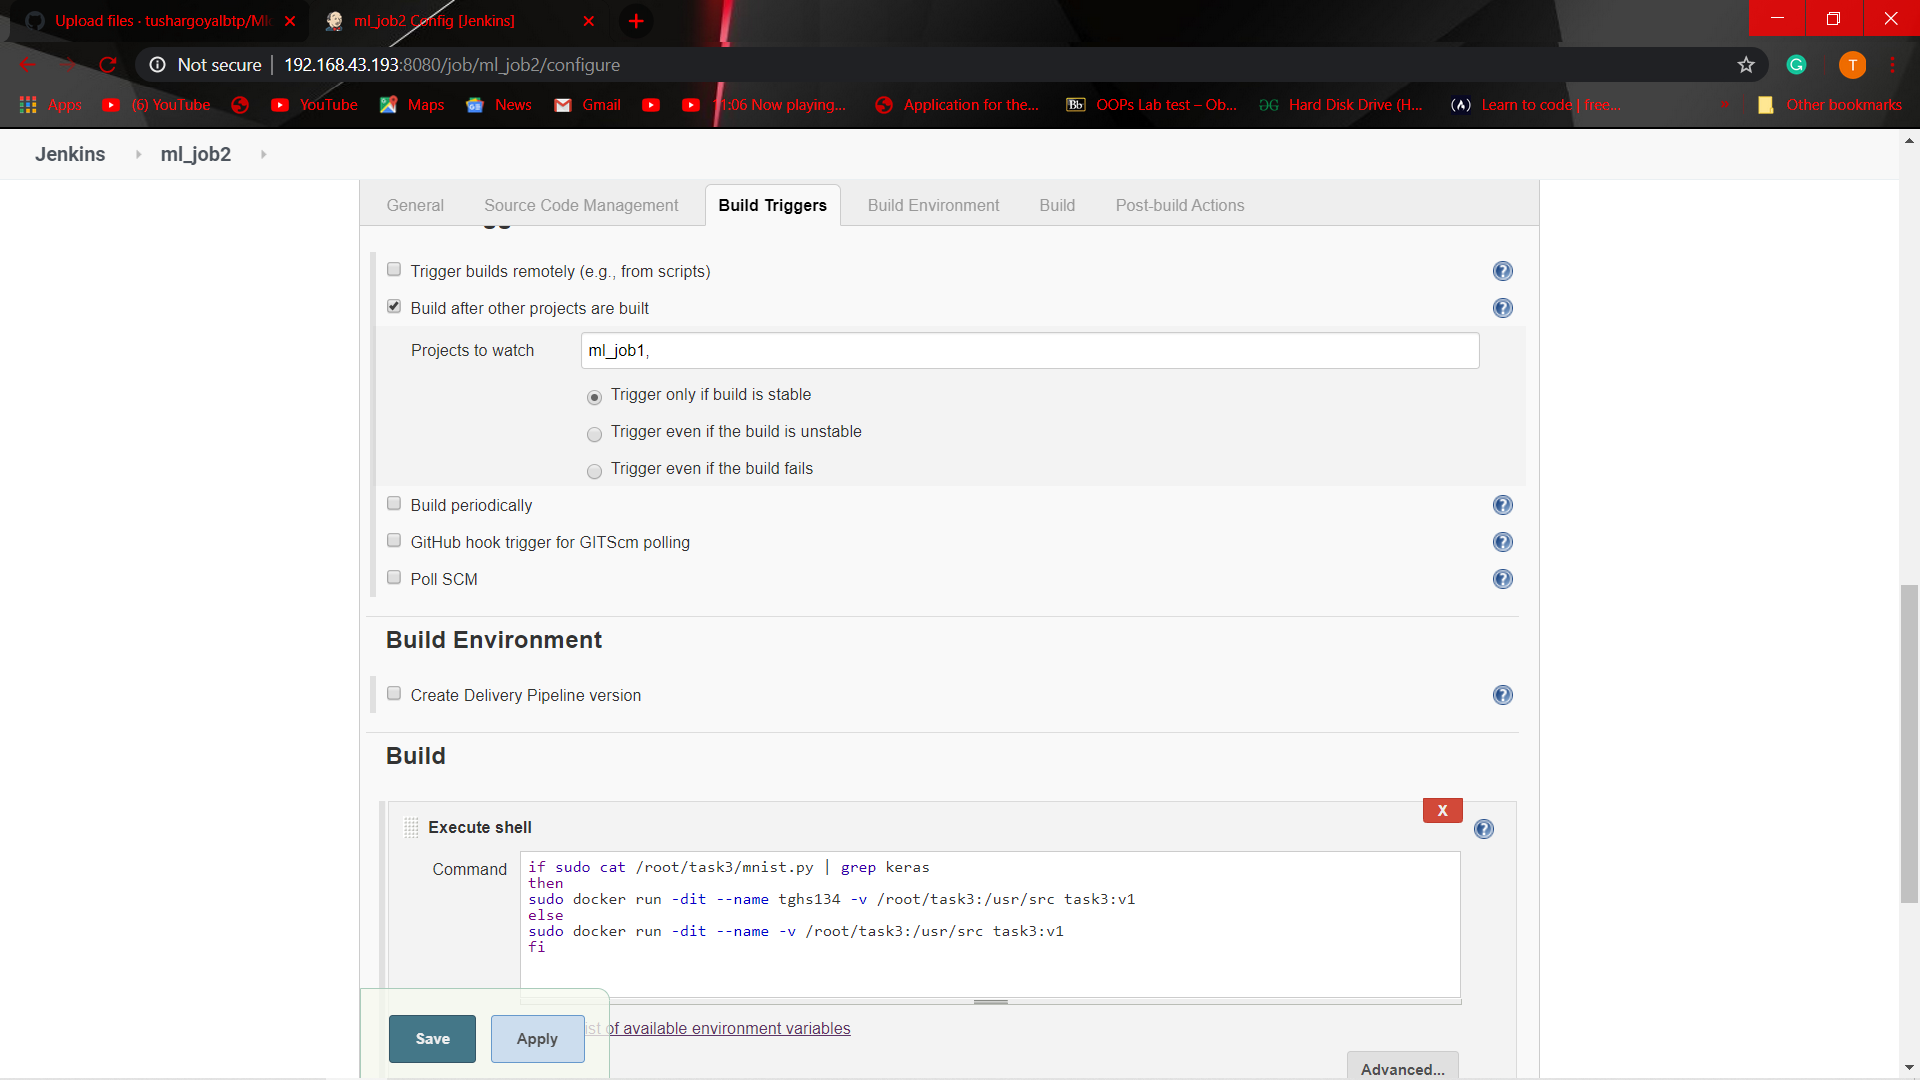 Upload files · tushargoyalbtp/Ml
ml_job2 Config [Jenkins]
Not secure | 192.168.43.193:8080/job/ml_job2/configure
T
Apps
(6) YouTube
YouTube
Maps
News
Gmail
11:06 Now playing...
Application for the...
Bb
OOPs Lab test – Ob...
Hard Disk Drive (H...
Learn to code | free...
Other bookmarks
Jenkins
ml_job2
General
Source Code Management
Build Triggers
Build Environment
Build
Post-build Actions
Trigger builds remotely (e.g., from scripts)
Build after other projects are built
Projects to watch
ml_job1,
Trigger only if build is stable
Trigger even if the build is unstable
Trigger even if the build fails
Build periodically
GitHub hook trigger for GITScm polling
Poll SCM
Build Environment
Create Delivery Pipeline version
Build
X
Execute shell
Command
if sudo cat /root/task3/mnist.py | grep keras
then
sudo docker run -dit --name tghs134 -v /root/task3:/usr/src task3:v1
else
sudo docker run -dit --name -v /root/task3:/usr/src task3:v1
fi
of available environment variables
Save
Apply
Advanced...